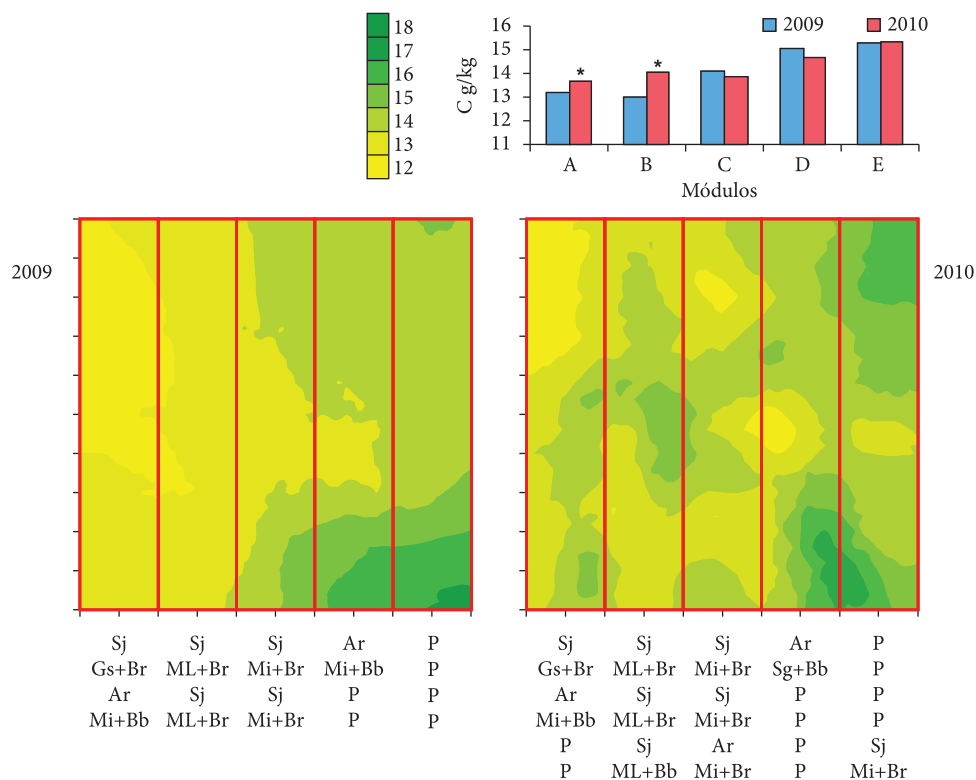 18
17
16
15
14
13
12
C g/kg
16
15
14
13
12
11
2009
2010
*
*
A B C D E
Módulos
2009
2010
Sj Sj Sj Ar P
Gs+Br ML+Br Mi+Br Mi+Bb P
Ar Sj Sj P P
Mi+Bb ML+Br Mi+Br P P
Sj Sj Sj Ar P
Gs+Br ML+Br Mi+Br Sg+Bb P
Ar Sj Sj P P
Mi+Bb ML+Br Mi+Br P P
P Sj Ar P Sj
P ML+Bb Mi+Br P Mi+Br